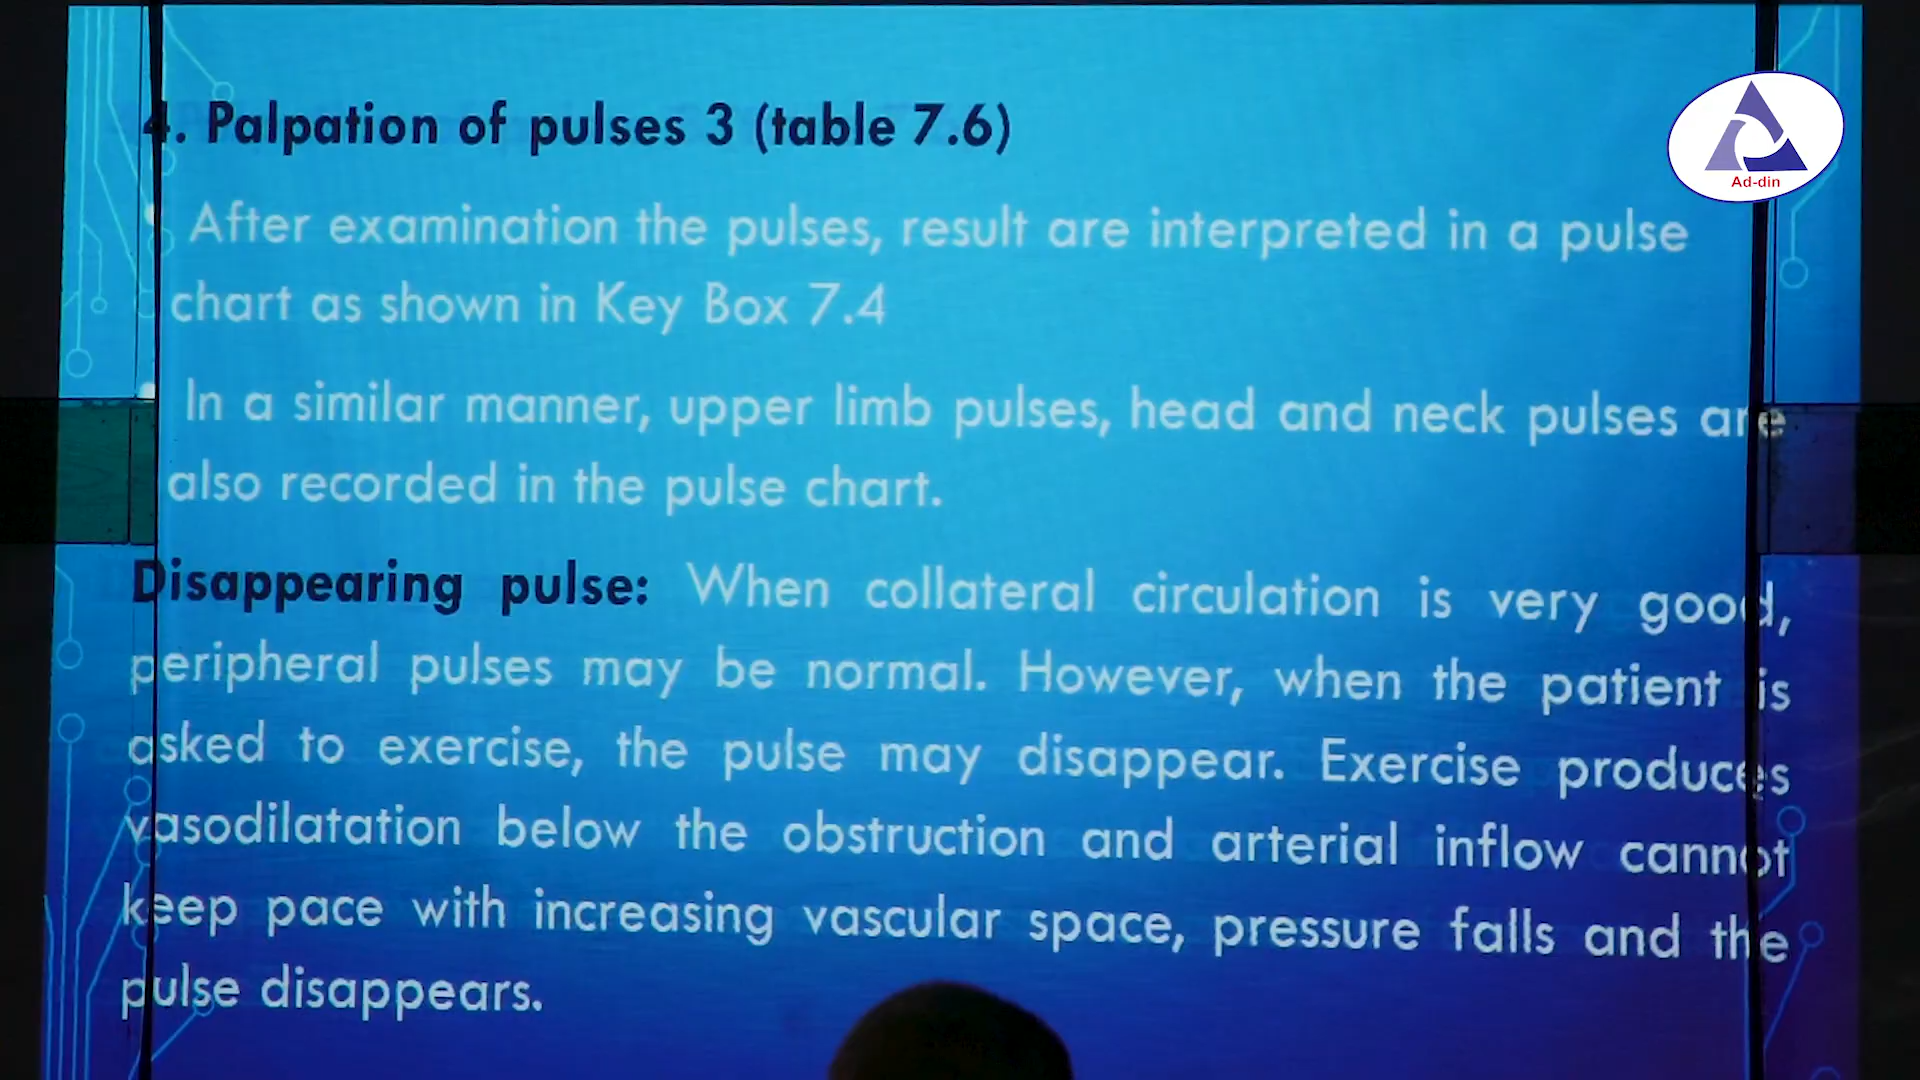 4. Palpation of pulses 3 (table 7.6)
After examination the pulses, result are interpreted in a pulse
chart as shown in Key Box 7.4
In a similar manner, upper limb pulses, head and neck pulses are
also recorded in the pulse chart.
Disappearing pulse: When collateral circulation is very good,
peripheral pulses may be normal. However, when the patient is
asked to exercise, the pulse may disappear. Exercise produces
vasodilatation below the obstruction and arterial inflow cannot
keep pace with increasing vascular space, pressure falls and the
pulse disappears.
Ad-din